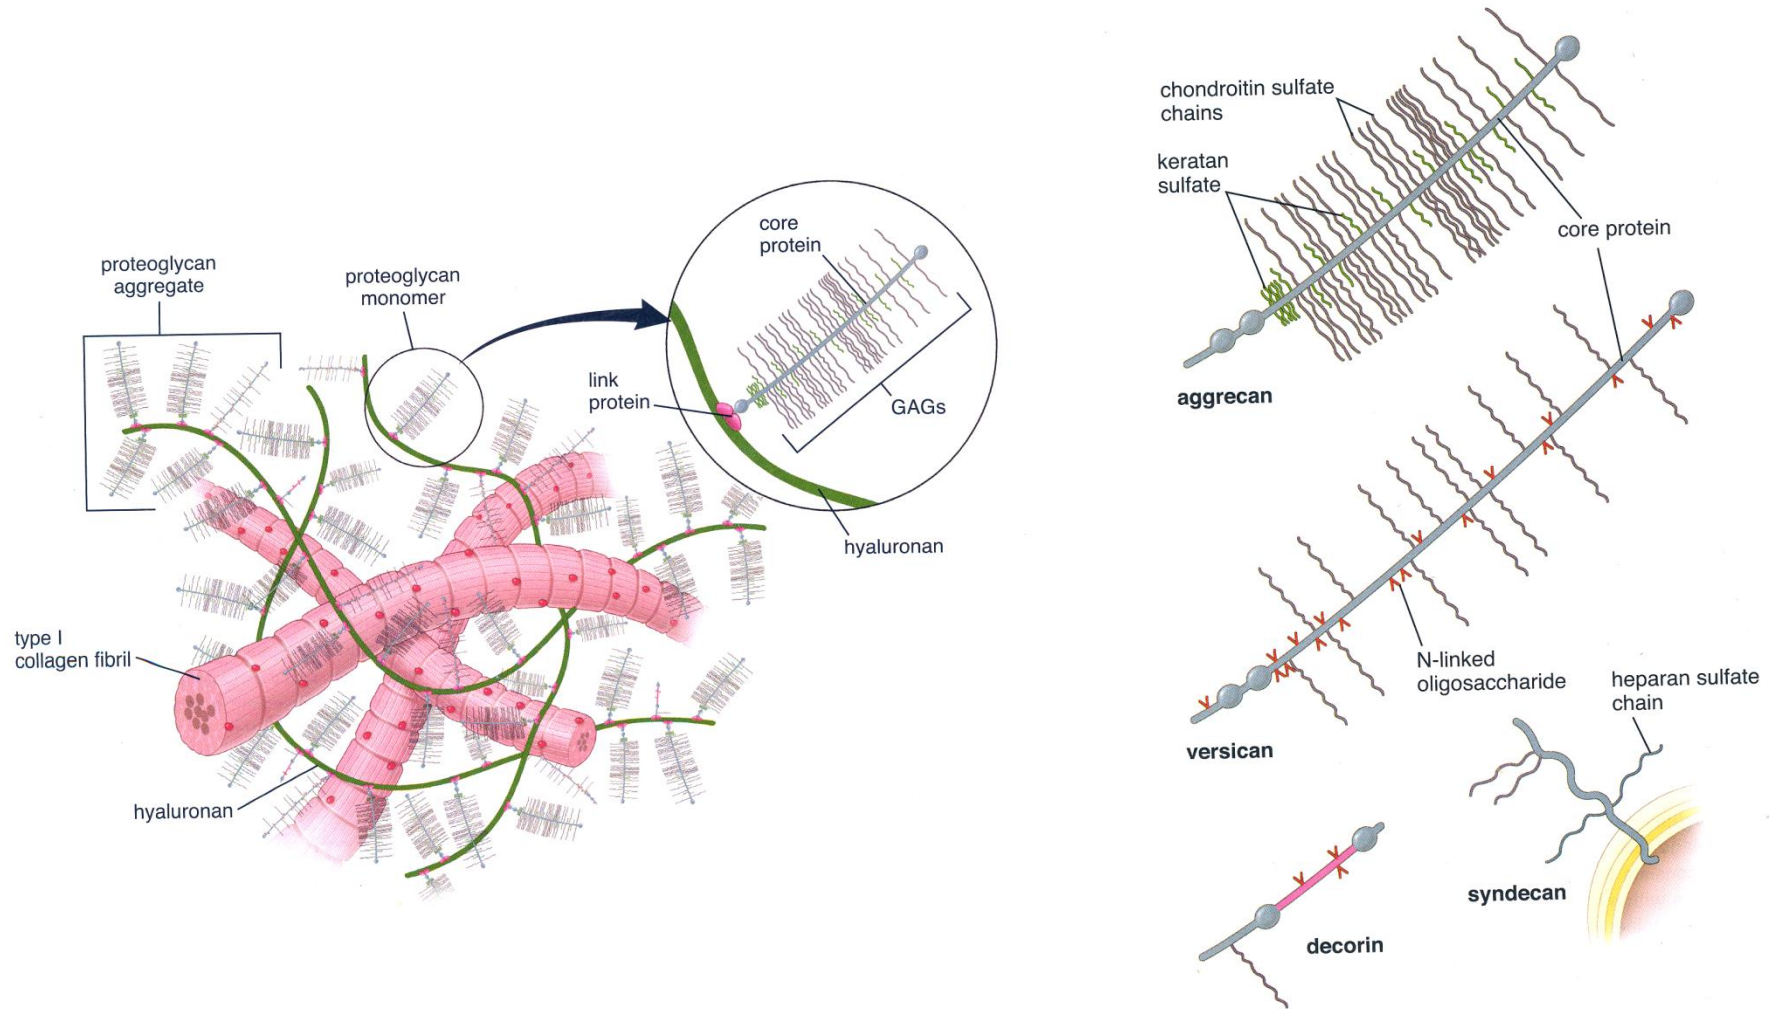 proteoglycan
aggregate
proteoglycan
monomer
core
protein
link
protein
GAGs
hyaluronan
type I
collagen fibril
hyaluronan
chondroitin sulfate
chains
keratan
sulfate
core protein
aggrecan
N-linked
oligosaccharide
versican
heparan sulfate
chain
syndecan
decorin